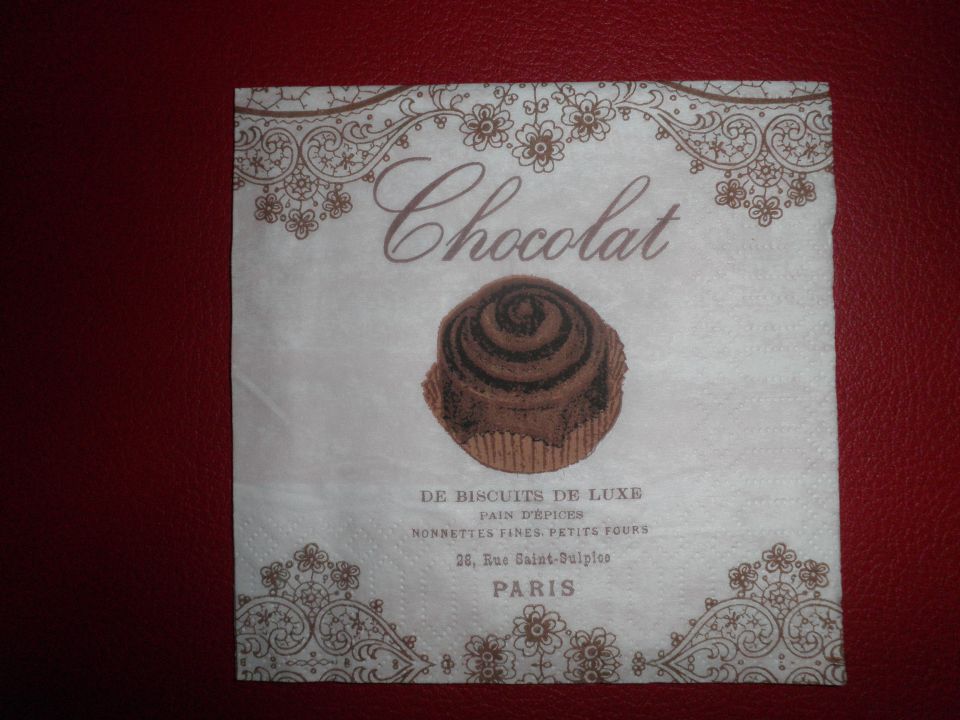 Chocolat
DE BISCUITS DE LUXE
PAIN D'ÉPICES
NONNETTES FINES, PETITS FOURS
28, Rue Saint-Sulpice
PARIS